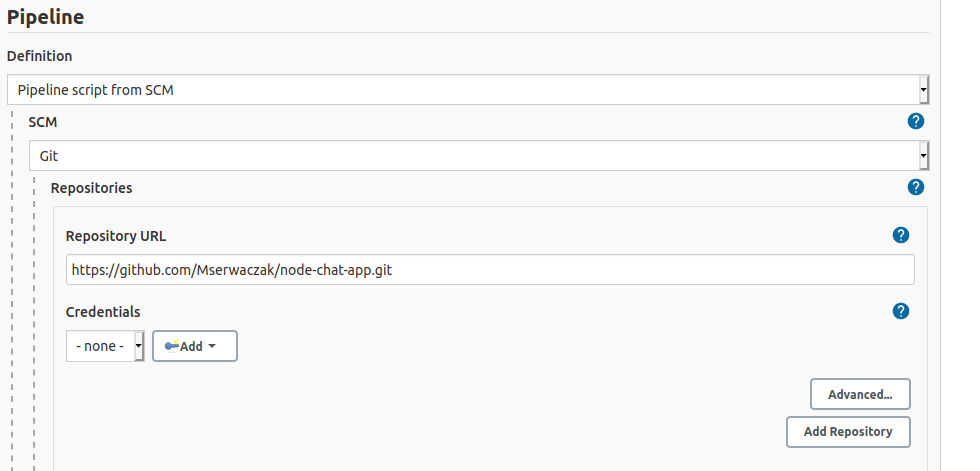 Pipeline
Definition
Pipeline script from SCM
SCM
Git
Repositories
Repository URL
https://github.com/Mserwaczak/node-chat-app.git
Credentials
- none -
Add
Advanced...
Add Repository